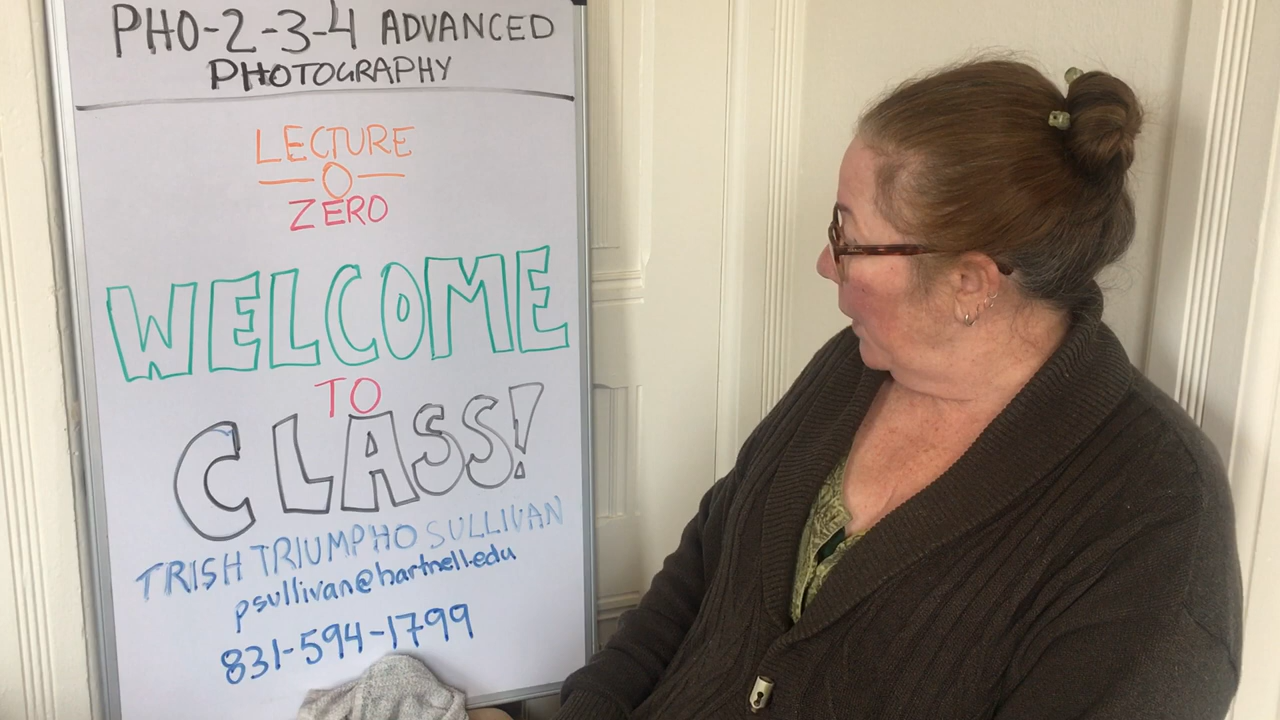 PHO-2-3-4 ADVANCED
PHOTOGRAPHY
LECTURE
-0-
ZERO
WELCOME
TO
CLASS!
TRISH TRIUMPHO SULLIVAN
psullivan@hartnell.edu
831-594-1799